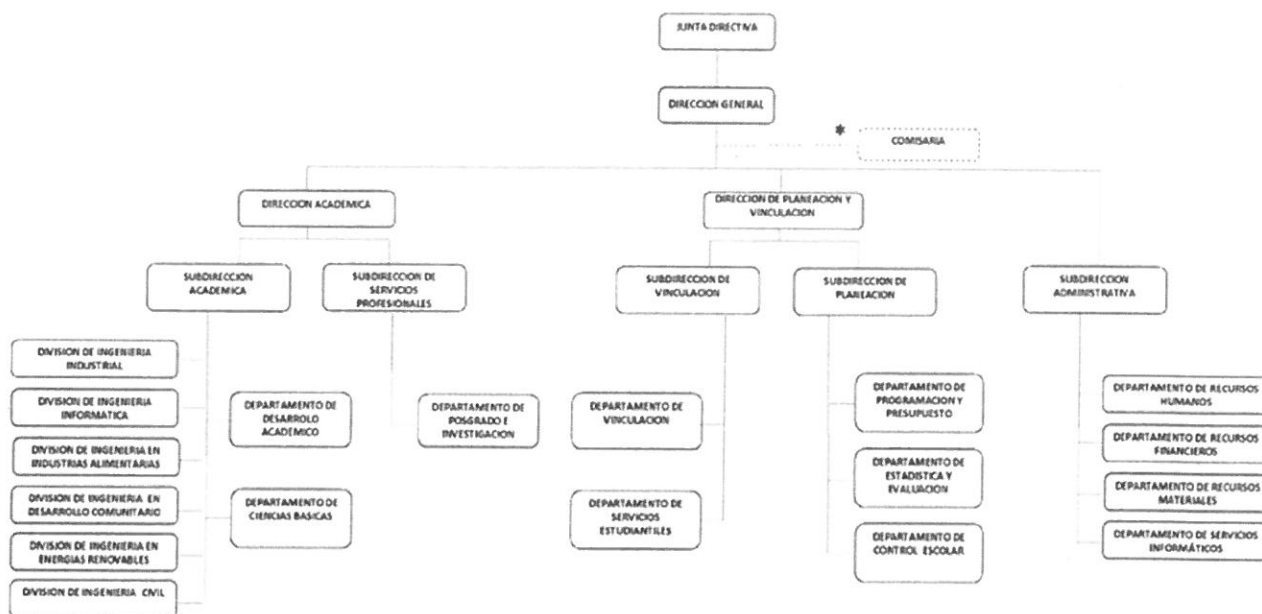 JUNTA DIRECTIVA
DIRECCION GENERAL
*
COMISARIA
DIRECCION ACADEMICA
DIRECCION DE PLANEACION Y
VINCULACION
SUBDIRECCION
ACADEMICA
SUBDIRECCION DE
SERVICIOS
PROFESIONALES
SUBDIRECCION DE
VINCULACION
SUBDIRECCION DE
PLANEACION
SUBDIRECCION
ADMINISTRATIVA
DIVISION DE INGENIERIA
INDUSTRIAL
DIVISION DE INGENIERIA
INFORMATICA
DIVISION DE INGENIERIA EN
INDUSTRIAS ALIMENTARIAS
DIVISION DE INGENIERIA EN
DESARROLLO COMUNITARIO
DIVISION DE INGENIERIA EN
ENERGIAS RENOVABLES
DIVISION DE INGENIERIA CIVIL
DEPARTAMENTO DE
DESARROLO
ACADEMICO
DEPARTAMENTO DE
CIENCIAS BASICAS
DEPARTAMENTO DE
POSGRADO E
INVESTIGACION
DEPARTAMENTO DE
VINCULACION
DEPARTAMENTO DE
SERVICIOS
ESTUDIANTILES
DEPARTAMENTO DE
PROGRAMACION Y
PRESUPUESTO
DEPARTAMENTO DE
ESTADISTICA Y
EVALUACION
DEPARTAMENTO DE
CONTROL ESCOLAR
DEPARTAMENTO DE RECURSOS
HUMANOS
DEPARTAMENTO DE RECURSOS
FINANCIEROS
DEPARTAMENTO DE RECURSOS
MATERIALES
DEPARTAMENTO DE SERVICIOS
INFORMÁTICOS